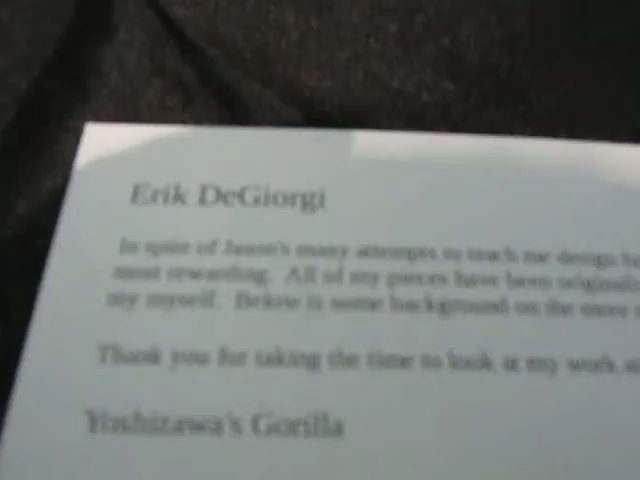 Erik DeGiorgi
In spite of Jason's many attempts to teach me design
most rewarding. All of my pieces have been
my myself. Below is some background on the more
Thank you for taking the time to look at my work
Yoshizawa's Gorilla